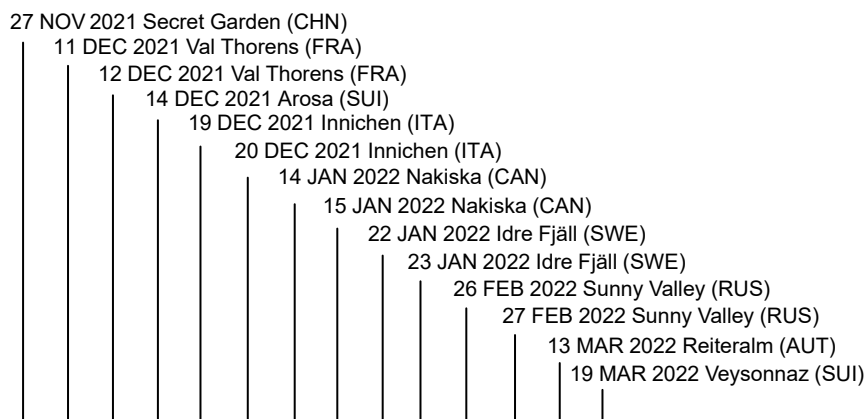 27 NOV 2021 Secret Garden (CHN)
11 DEC 2021 Val Thorens (FRA)
12 DEC 2021 Val Thorens (FRA)
14 DEC 2021 Arosa (SUI)
19 DEC 2021 Innichen (ITA)
20 DEC 2021 Innichen (ITA)
14 JAN 2022 Nakiska (CAN)
15 JAN 2022 Nakiska (CAN)
22 JAN 2022 Idre Fjäll (SWE)
23 JAN 2022 Idre Fjäll (SWE)
26 FEB 2022 Sunny Valley (RUS)
27 FEB 2022 Sunny Valley (RUS)
13 MAR 2022 Reiteralm (AUT)
19 MAR 2022 Veysonnaz (SUI)